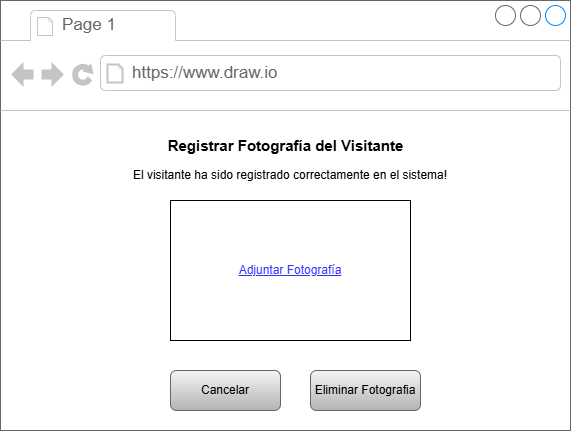 Page 1
https://www.draw.io
Registrar Fotografía del Visitante
El visitante ha sido registrado correctamente en el sistema!
Adjuntar Fotografía
Cancelar
Eliminar Fotografia